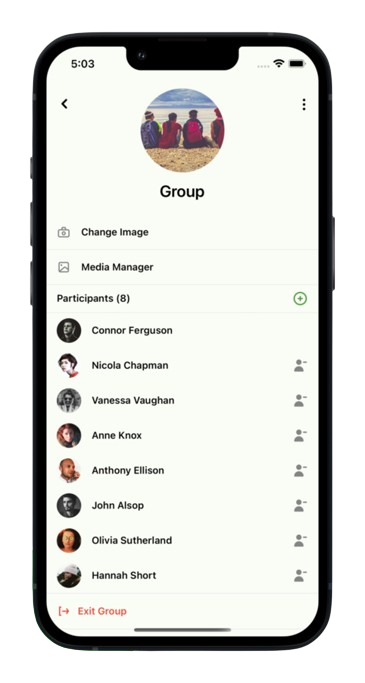 5:03
Group
Change Image
Media Manager
Participants (8)
Connor Ferguson
Nicola Chapman
Vanessa Vaughan
Anne Knox
Anthony Ellison
John Alsop
Olivia Sutherland
Hannah Short
Exit Group